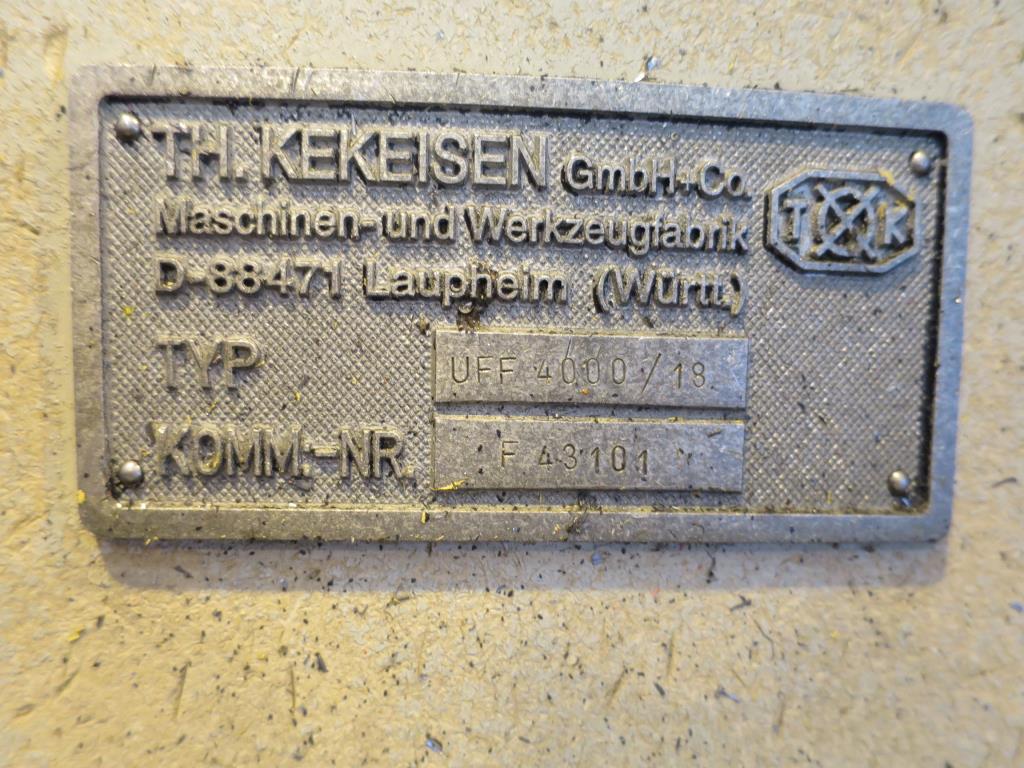 TH. KEKEISEN GmbH+Co.
Maschinen-und Werkzeugfabrik
D-88471 Laupheim (Württ.)
T K
TYP UFF 4000/18
KOMM.-NR. F 43101